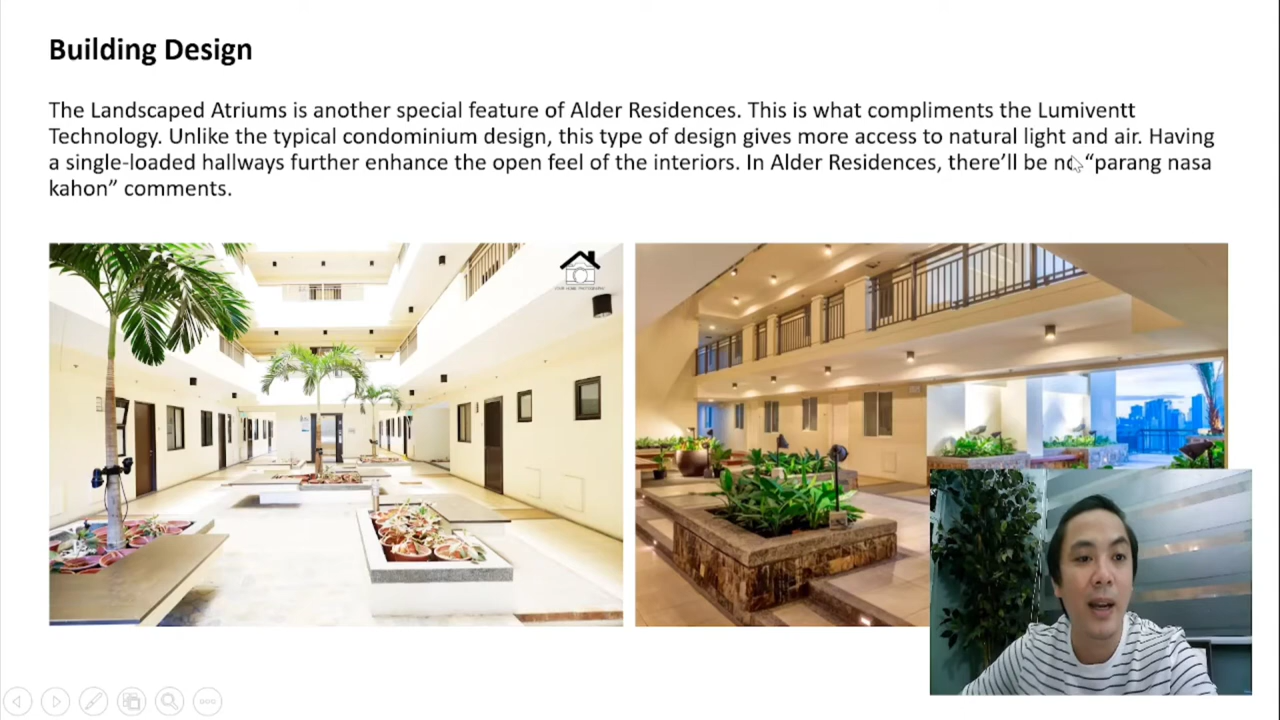 Building Design
The Landscaped Atriums is another special feature of Alder Residences. This is what compliments the Lumiventt
Technology. Unlike the typical condominium design, this type of design gives more access to natural light and air. Having
a single-loaded hallways further enhance the open feel of the interiors. In Alder Residences, there’ll be no “parang nasa
kahon” comments.